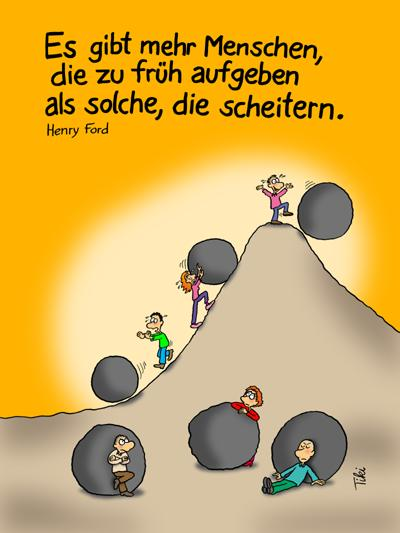 Es gibt mehr Menschen,
die zu früh aufgeben
als solche, die scheitern.
Henry Ford
Tiki